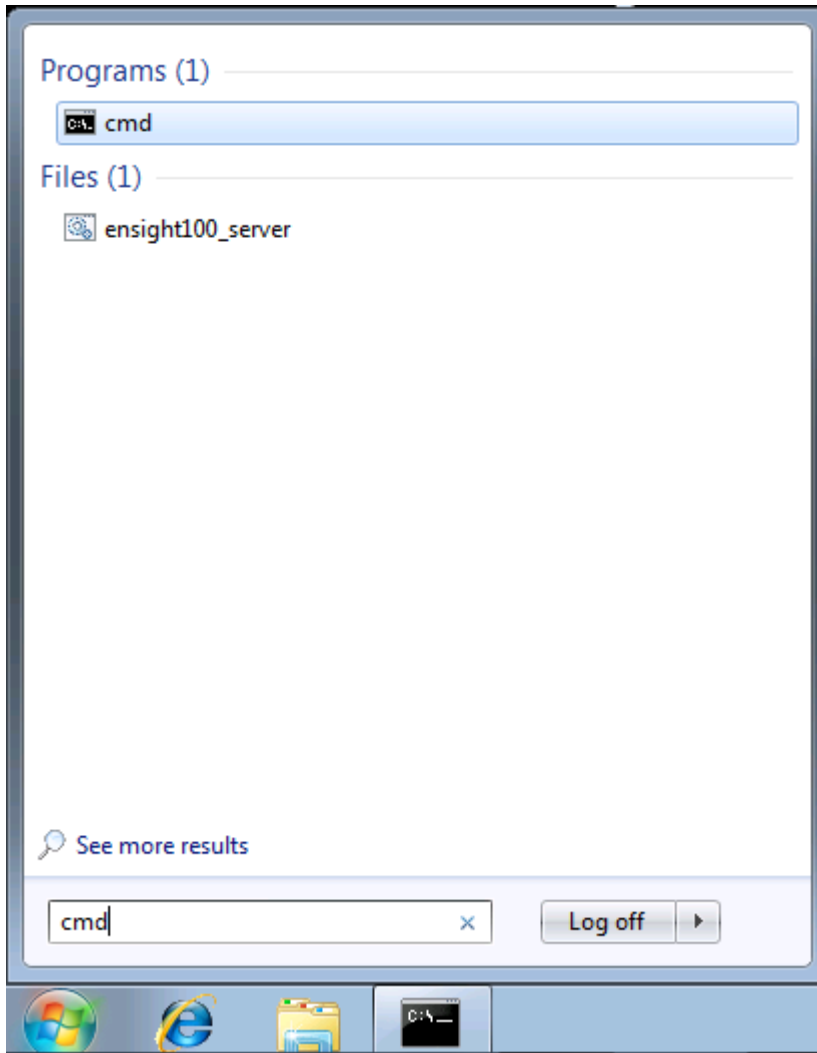 Programs (1)
cmd
Files (1)
ensight100_server
See more results
cmd
Log off